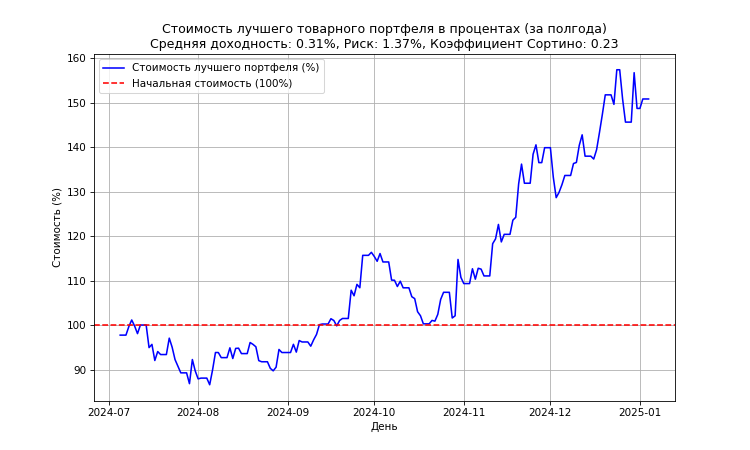 Стоимость лучшего товарного портфеля в процентах (за полгода)
Средняя доходность: 0.31%, Риск: 1.37%, Коэффициент Сортино: 0.23
Стоимость лучшего портфеля (%)
Начальная стоимость (100%)
Стоимость (%)
160
150
140
130
120
110
100
90
2024-07 2024-08 2024-09 2024-10 2024-11 2024-12 2025-01
День